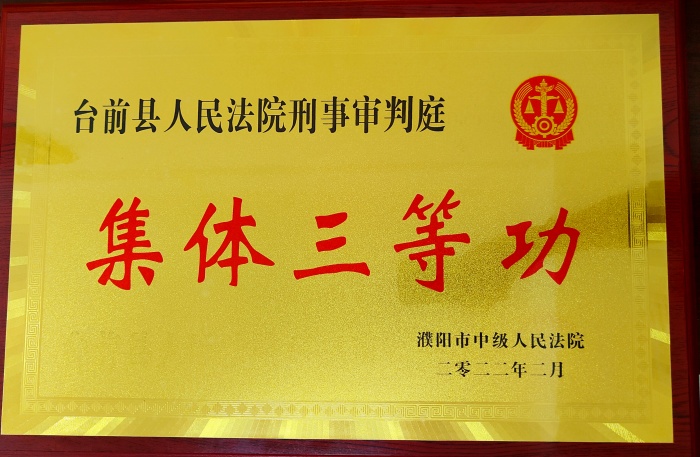 台前县人民法院刑事审判庭
集体三等功
濮阳市中级人民法院
二零二二年二月